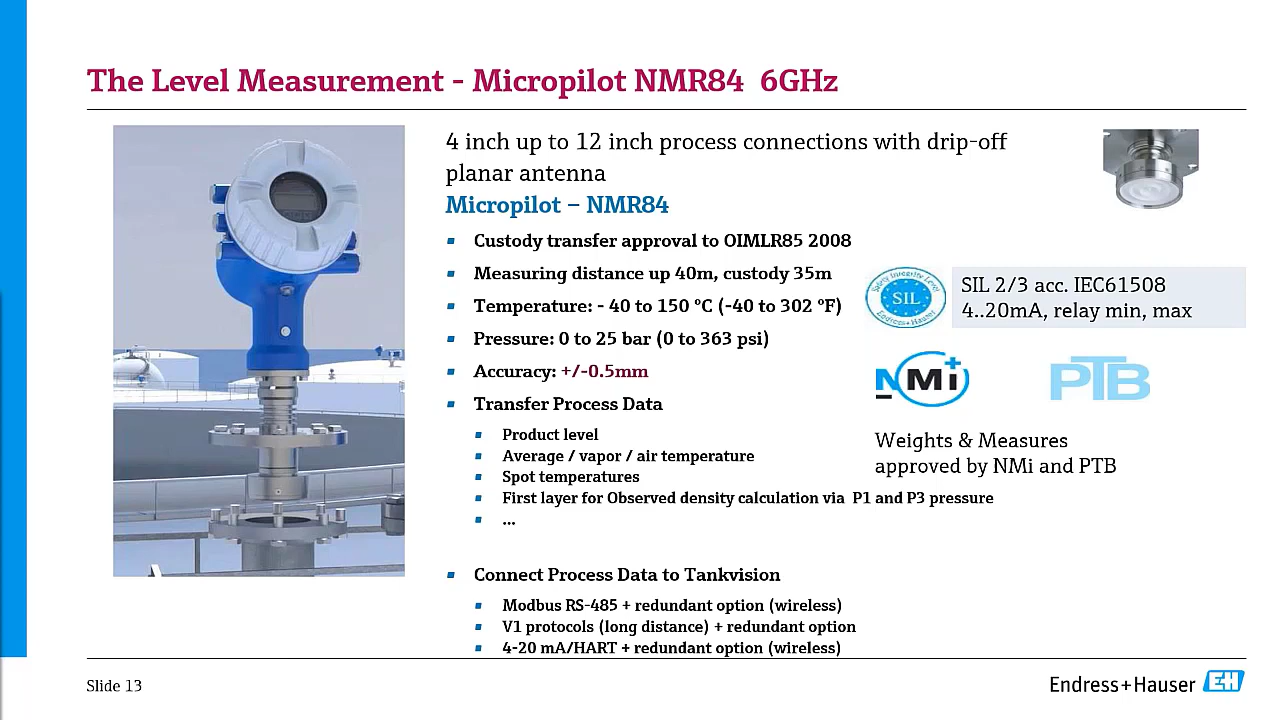 The Level Measurement - Micropilot NMR84 6GHz
4 inch up to 12 inch process connections with drip-off
planar antenna
Micropilot – NMR84
Custody transfer approval to OIMLR85 2008
Measuring distance up 40m, custody 35m
Temperature: - 40 to 150 °C (-40 to 302 °F)
Pressure: 0 to 25 bar (0 to 363 psi)
Accuracy: +/-0.5mm
Transfer Process Data
Product level
Average / vapor / air temperature
Spot temperatures
First layer for Observed density calculation via P1 and P3 pressure
...
Connect Process Data to Tankvision
Modbus RS-485 + redundant option (wireless)
V1 protocols (long distance) + redundant option
4-20 mA/HART + redundant option (wireless)
Safety Integrity Level
SIL
Endress+Hauser
SIL 2/3 acc. IEC61508
4..20mA, relay min, max
NMi
PTB
Weights & Measures
approved by NMi and PTB
Slide 13
Endress+Hauser EH